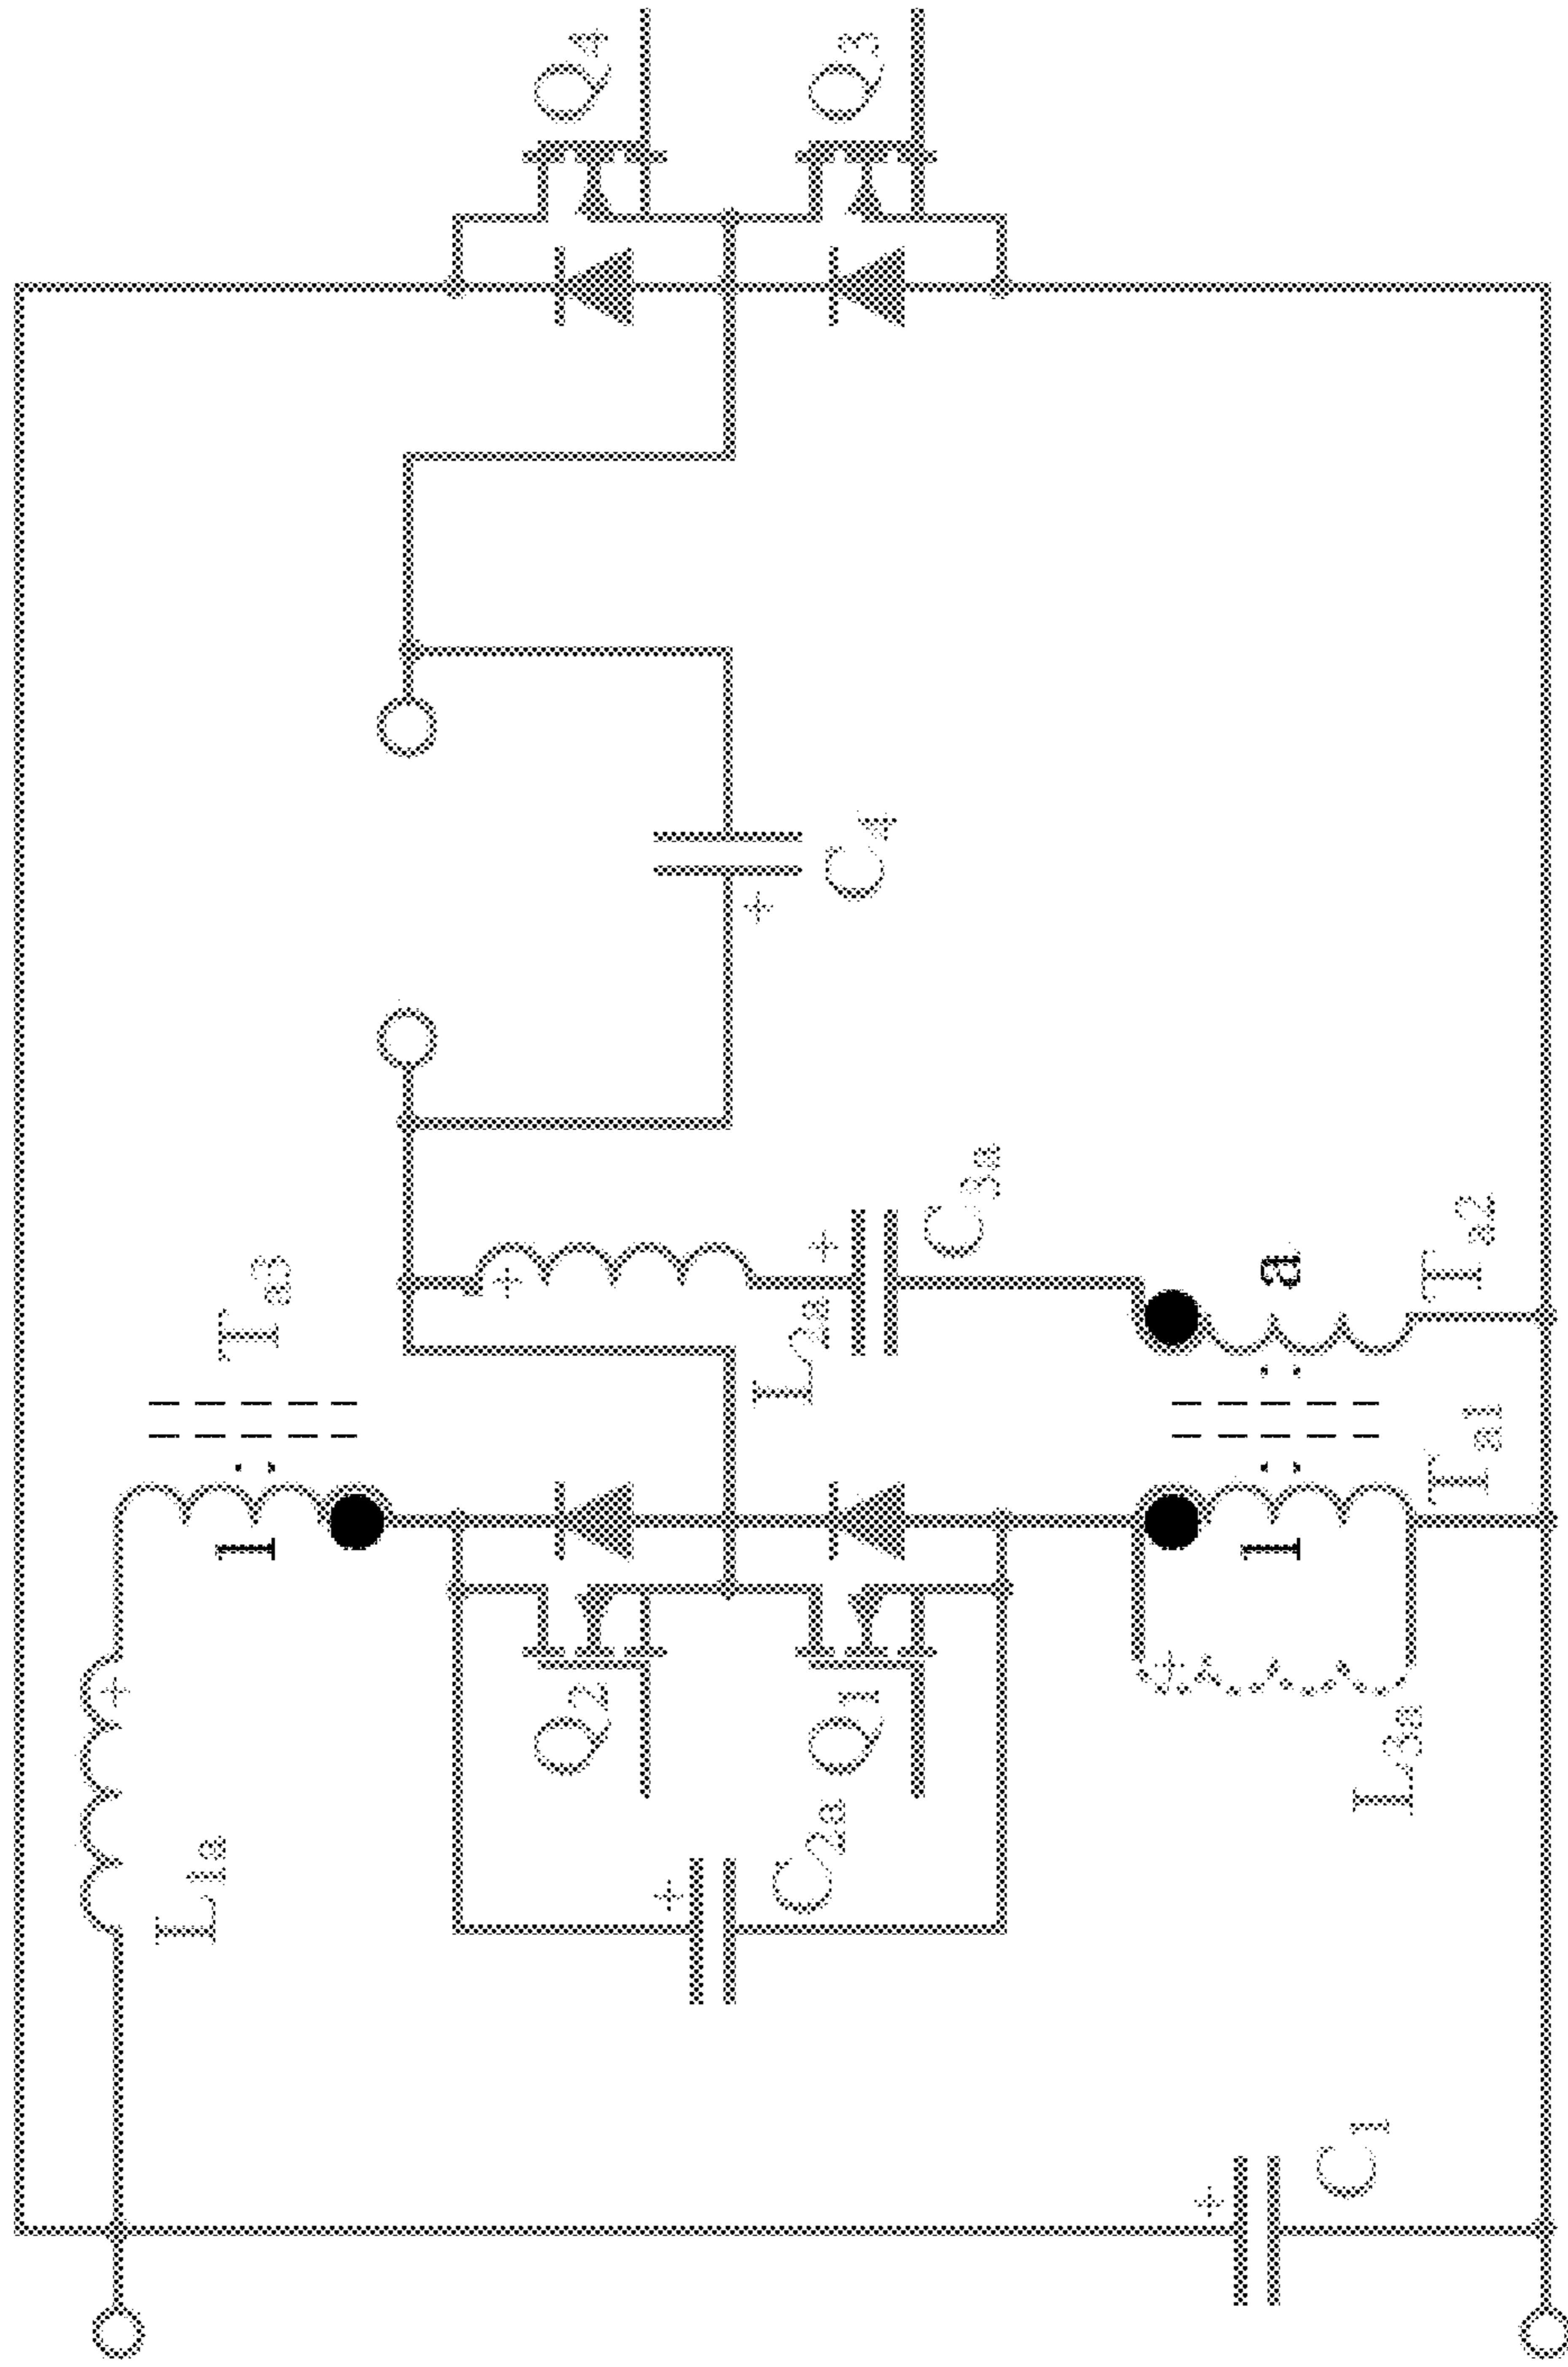 Q4
Q3
C4
+
Ta3
1
:
L2a
+
C3a
+
a
:
Ta2
1
:
Ta1
L1a
+
Q2
Q1
C2a
+
L3a
+
C1
+